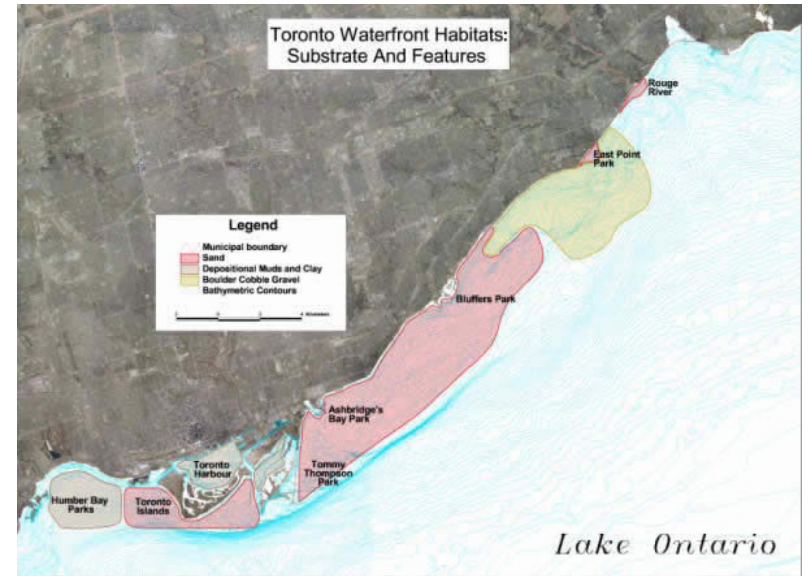 Toronto Waterfront Habitats:
Substrate And Features
Rouge
River
East Point
Park
Legend
Municipal boundary
Sand
Depositional Muds and Clay
Boulder Cobble Gravel
Bathymetric Contours
Bluffers Park
Ashbridge's
Bay Park
Toronto
Harbour
Tommy
Thompson
Park
Humber Bay
Parks
Toronto
Islands
Lake Ontario